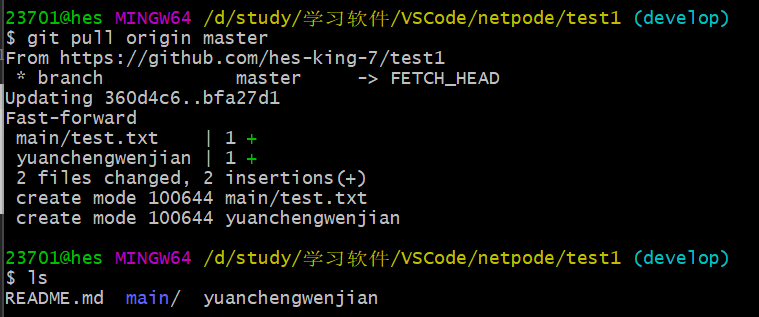 23701@hes MINGW64 /d/study/学习软件/VSCode/netpode/test1 (develop)
$ git pull origin master
From https://github.com/hes-king-7/test1
 * branch            master     -> FETCH_HEAD
Updating 360d4c6..bfa27d1
Fast-forward
 main/test.txt    | 1 +
 yuanchengwenjian | 1 +
 2 files changed, 2 insertions(+)
 create mode 100644 main/test.txt
 create mode 100644 yuanchengwenjian
23701@hes MINGW64 /d/study/学习软件/VSCode/netpode/test1 (develop)
$ ls
README.md  main/  yuanchengwenjian